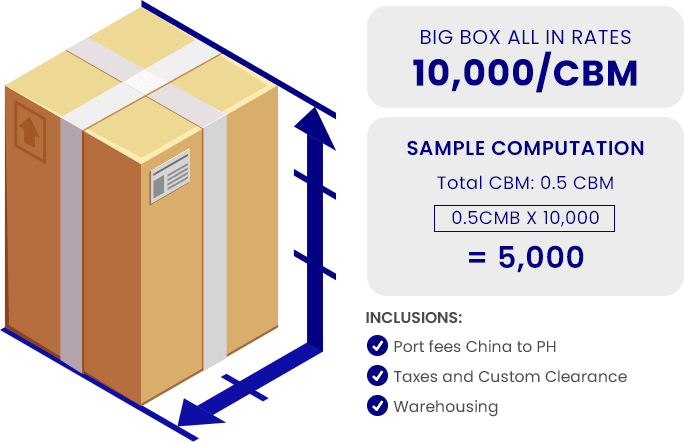 BIG BOX ALL IN RATES
10,000/CBM
SAMPLE COMPUTATION
Total CBM: 0.5 CBM
0.5CMB X 10,000
= 5,000
INCLUSIONS:
Port fees China to PH
Taxes and Custom Clearance
Warehousing